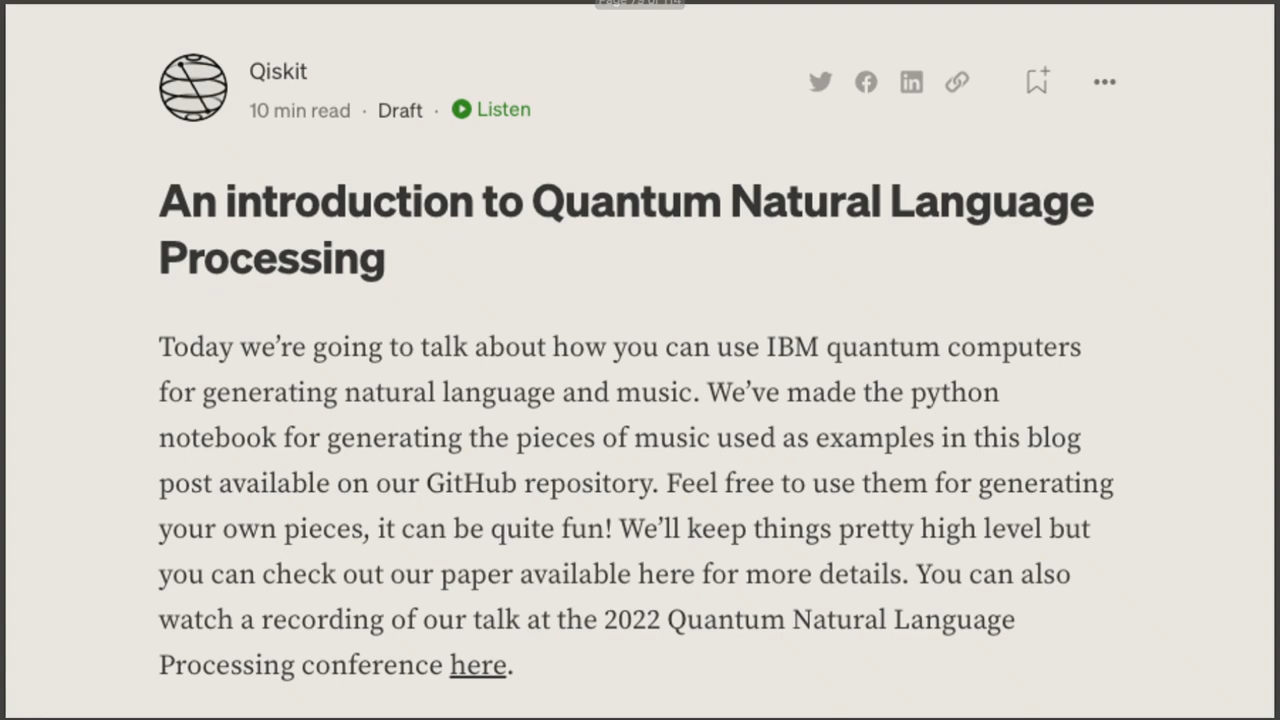 Page 79 of 114
Qiskit
10 min read · Draft · Listen
An introduction to Quantum Natural Language
Processing
Today we’re going to talk about how you can use IBM quantum computers
for generating natural language and music. We’ve made the python
notebook for generating the pieces of music used as examples in this blog
post available on our GitHub repository. Feel free to use them for generating
your own pieces, it can be quite fun! We’ll keep things pretty high level but
you can check out our paper available here for more details. You can also
watch a recording of our talk at the 2022 Quantum Natural Language
Processing conference here.